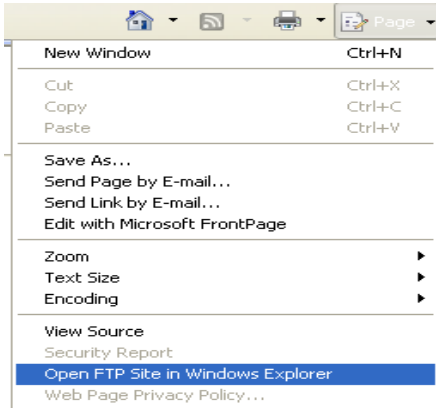 Page
New Window Ctrl+N
Cut Ctrl+X
Copy Ctrl+C
Paste Ctrl+V
Save As...
Send Page by E-mail...
Send Link by E-mail...
Edit with Microsoft FrontPage
Zoom
Text Size
Encoding
View Source
Security Report
Open FTP Site in Windows Explorer
Web Page Privacy Policy...